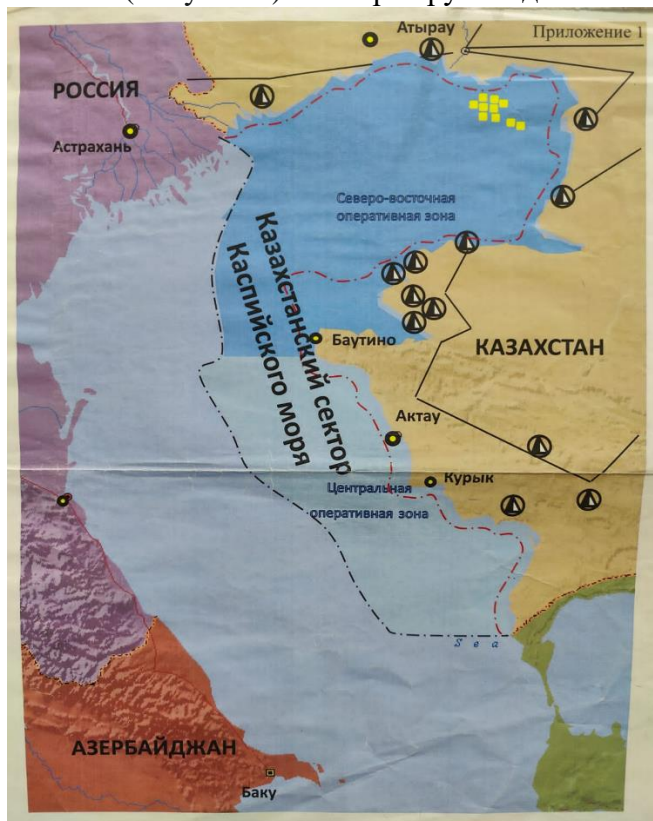 Приложение 1
Атырау
РОССИЯ
Астрахань
Северо-восточная
оперативная зона
Казахстанский сектор
Каспийского моря
Баутино
КАЗАХСТАН
Актау
Курык
Центральная
оперативная зона
Sea
АЗЕРБАЙДЖАН
Баку